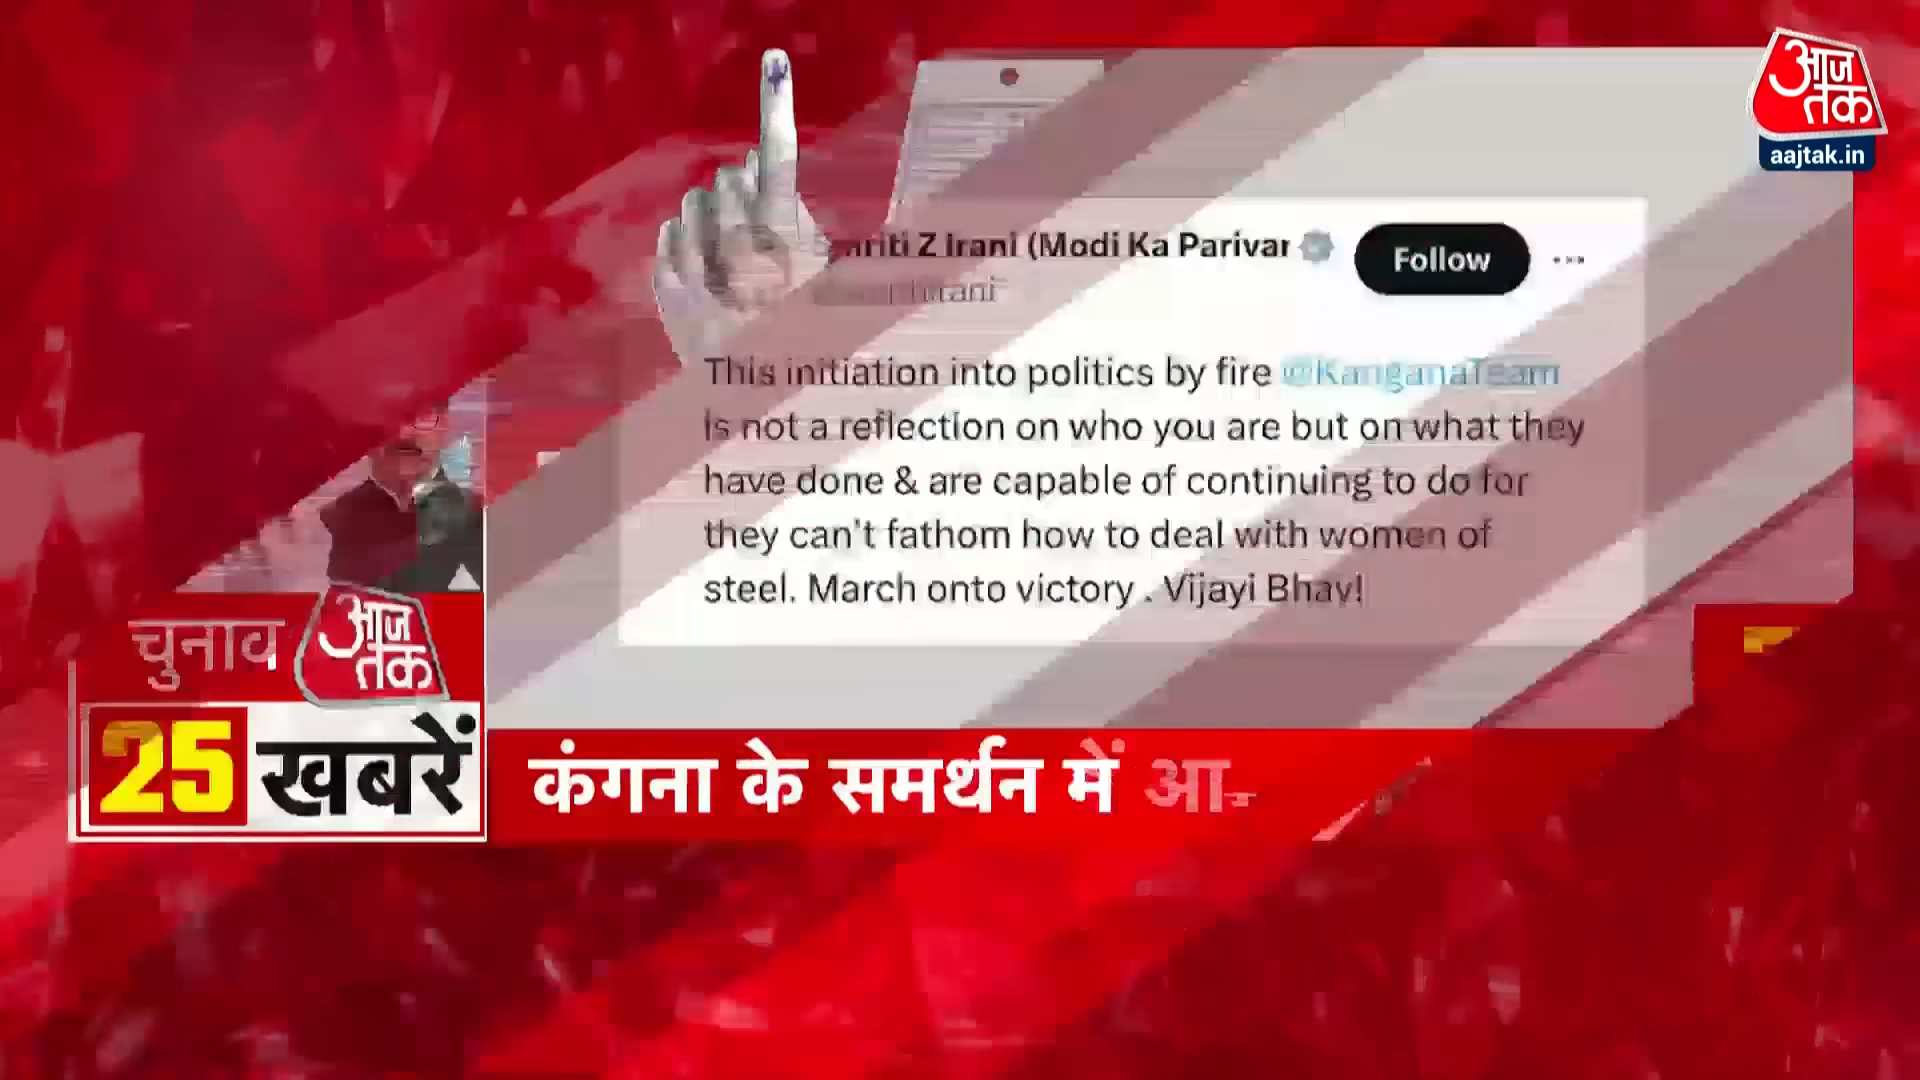 आज
तक
aajtak.in
Z Irani (Modi Ka Parivar
Follow
This initiation into politics by fire @KanganaTeam
is not a reflection on who you are but on what they
have done & are capable of continuing to do for
they can't fathom how to deal with women of
steel. March onto victory . Vijayi Bhav!
चुनाव
आज
तक
25 खबरें
कंगना के समर्थन में